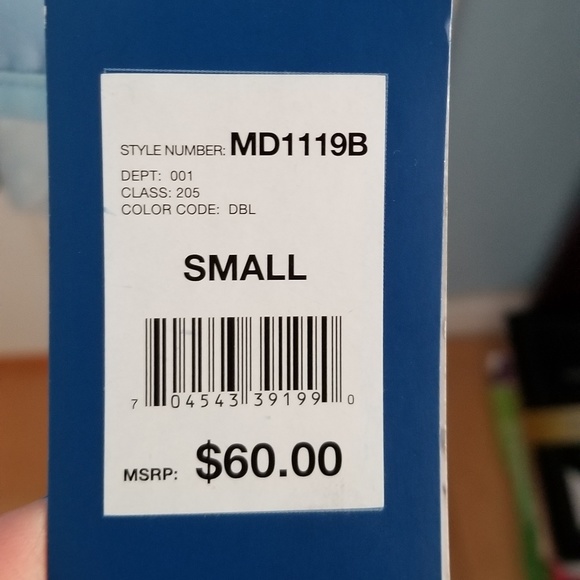 STYLE NUMBER: MD1119B
DEPT: 001
CLASS: 205
COLOR CODE: DBL
SMALL
7 04543 39199 0
MSRP: $60.00